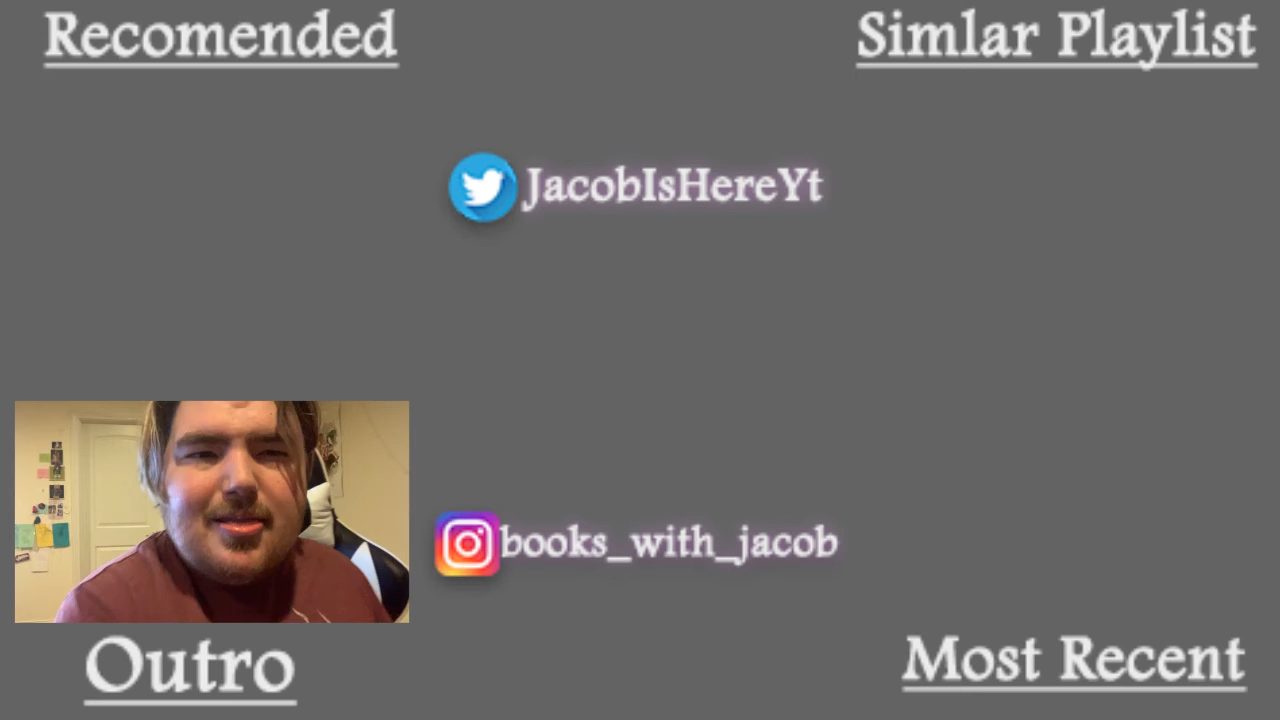 Recomended
Simlar Playlist
JacobIsHereYt
books_with_jacob
Outro
Most Recent